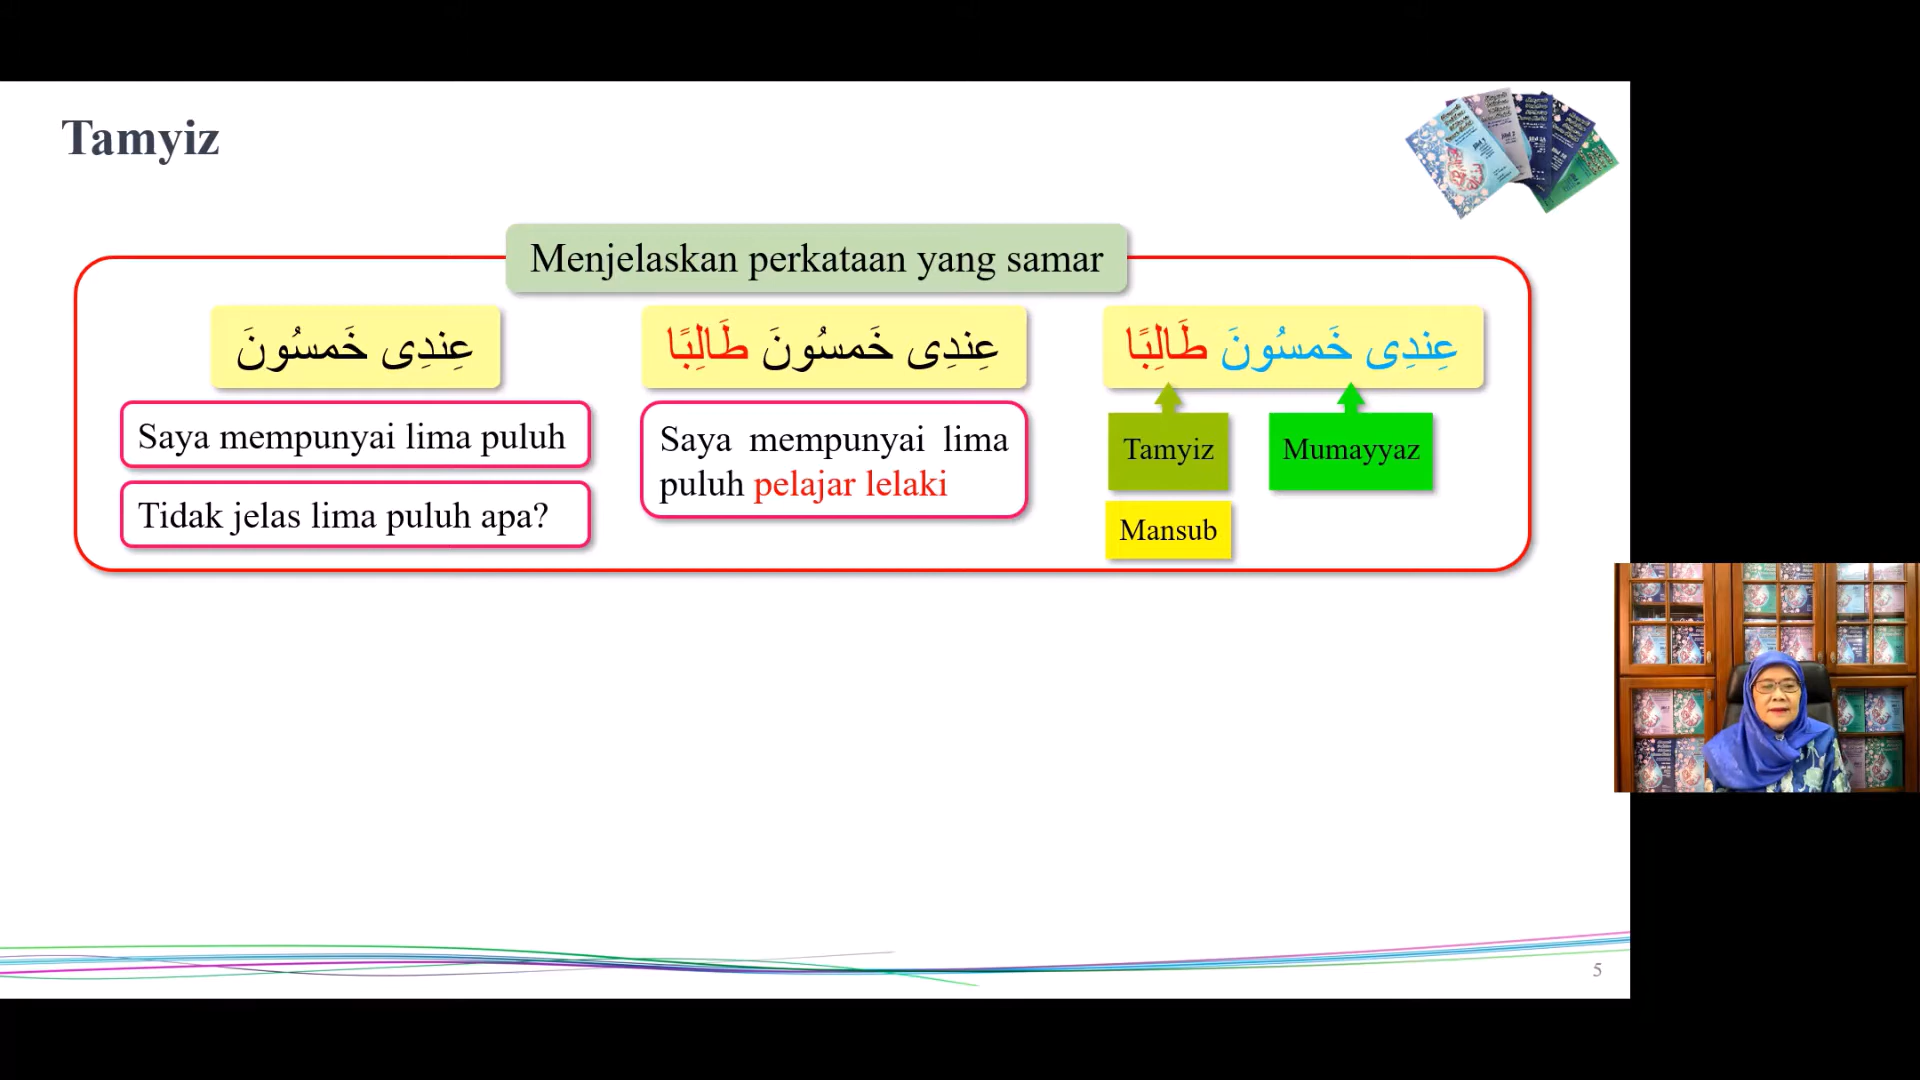 Tamyiz
Menjelaskan perkataan yang samar
عِندِى خَمسُونَ
Saya mempunyai lima puluh
Tidak jelas lima puluh apa?
عِندِى خَمسُونَ طَالِبًا
Saya mempunyai lima
puluh pelajar lelaki
عِندِى خَمسُونَ طَالِبًا
Tamyiz
Mumayyaz
Mansub
5